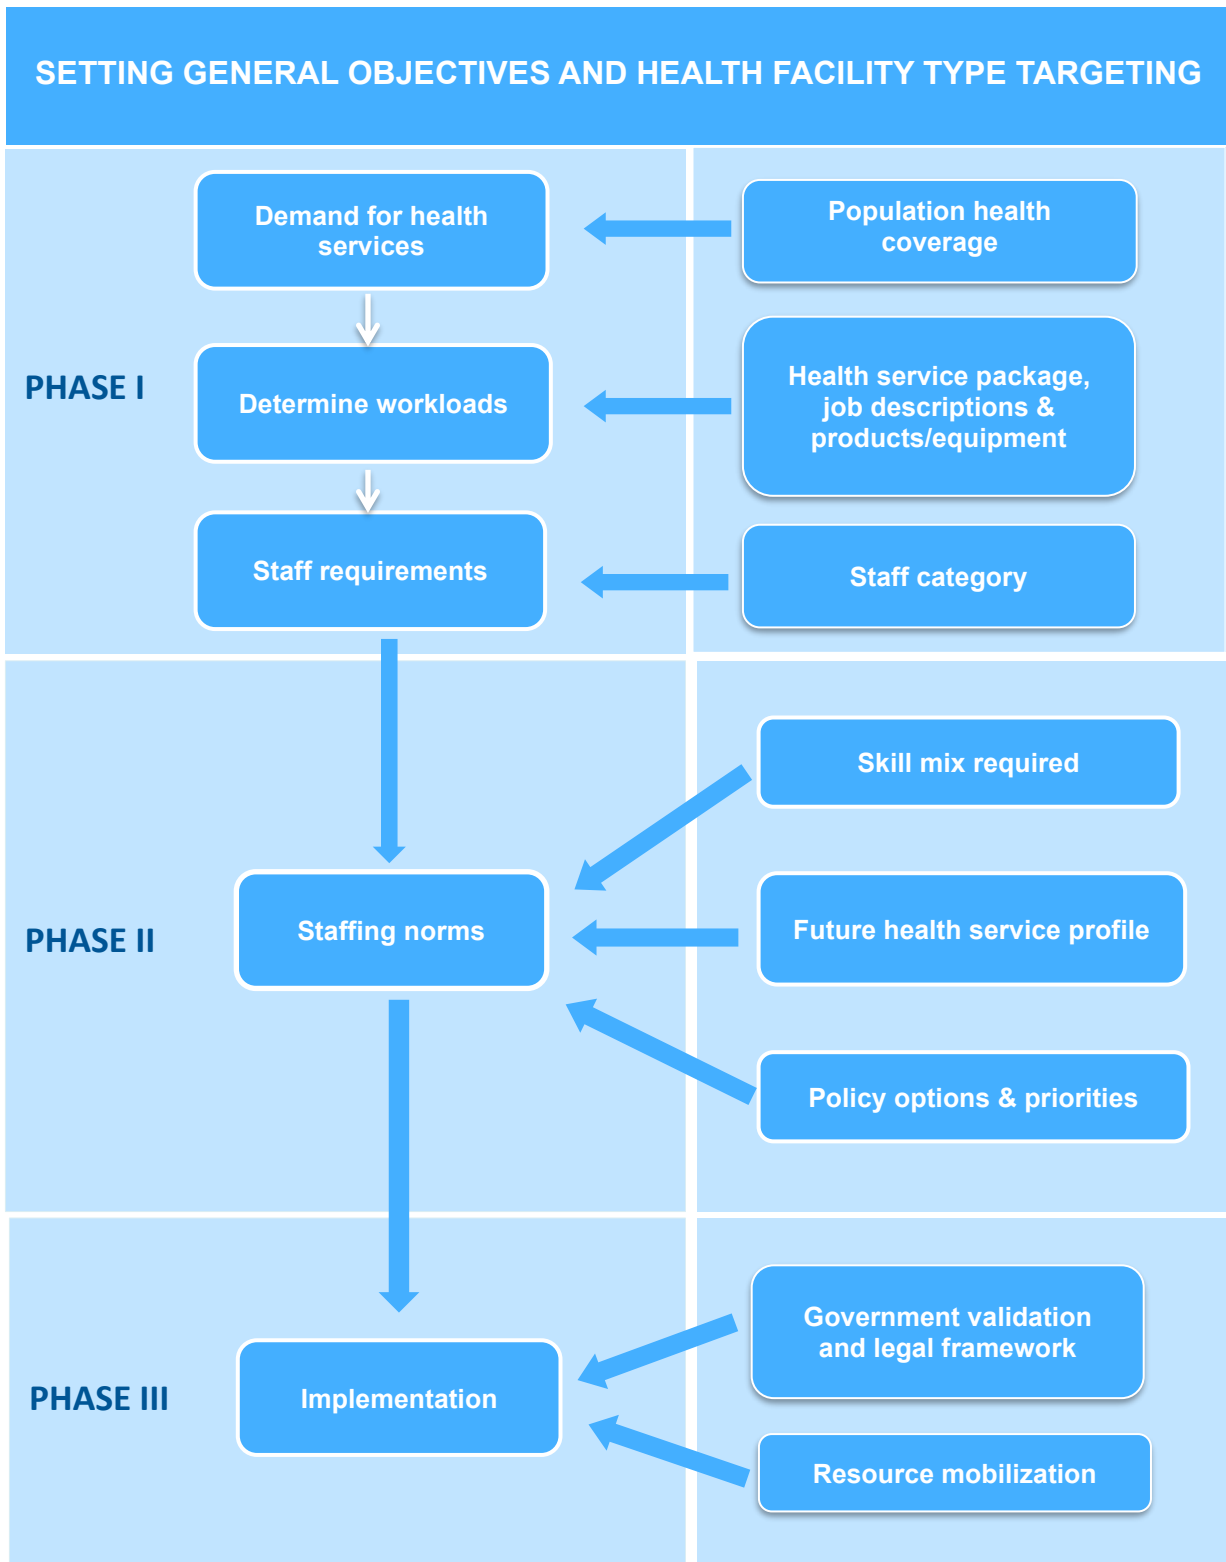 SETTING GENERAL OBJECTIVES AND HEALTH FACILITY TYPE TARGETING
PHASE I
Demand for health
services
Population health
coverage
Determine workloads
Health service package,
job descriptions &
products/equipment
Staff requirements
Staff category
PHASE II
Staffing norms
Skill mix required
Future health service profile
Policy options & priorities
PHASE III
Implementation
Government validation
and legal framework
Resource mobilization